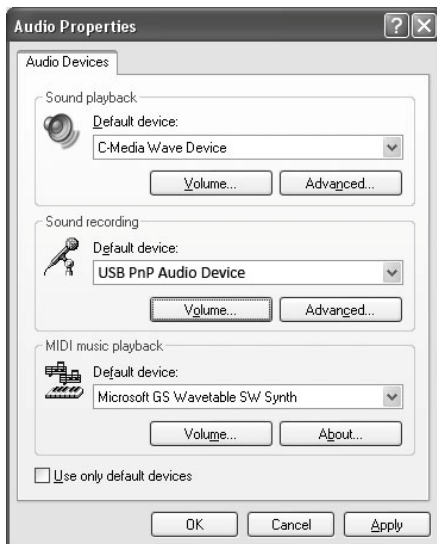 Audio Properties
Audio Devices
Sound playback
Default device:
C-Media Wave Device
Volume... Advanced...
Sound recording
Default device:
USB PnP Audio Device
Volume... Advanced...
MIDI music playback
Default device:
Microsoft GS Wavetable SW Synth
Volume... About...
Use only default devices
OK Cancel Apply